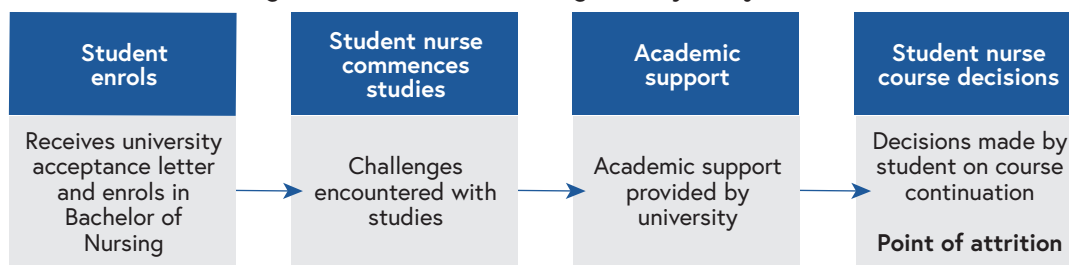 Student
enrols
Student nurse
commences
studies
Academic
support
Student nurse
course decisions
Receives university
acceptance letter
and enrols in
Bachelor of
Nursing
Challenges
encountered with
studies
Academic support
provided by
university
Decisions made by
student on course
continuation
Point of attrition